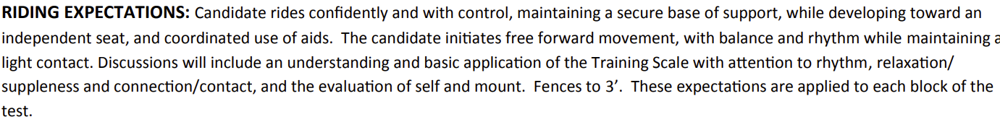 RIDING EXPECTATIONS: Candidate rides confidently and with control, maintaining a secure base of support, while developing toward an
independent seat, and coordinated use of aids.  The candidate initiates free forward movement, with balance and rhythm while maintaining a
light contact. Discussions will include an understanding and basic application of the Training Scale with attention to rhythm, relaxation/
suppleness and connection/contact, and the evaluation of self and mount.  Fences to 3’.  These expectations are applied to each block of the
test.